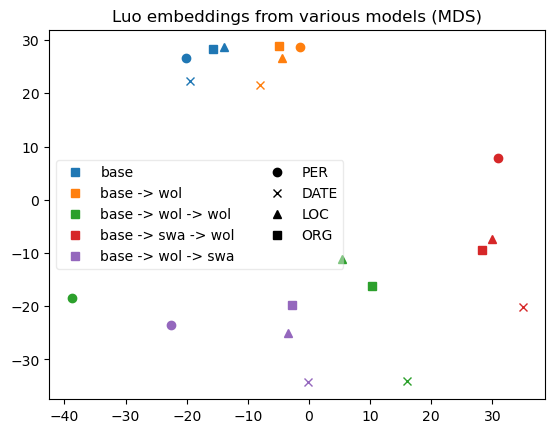 Luo embeddings from various models (MDS)
30
20
10
0
−10
−20
−30
base
base -> wol
base -> wol -> wol
base -> swa -> wol
base -> wol -> swa
PER
DATE
LOC
ORG
−40 −30 −20 −10 0 10 20 30